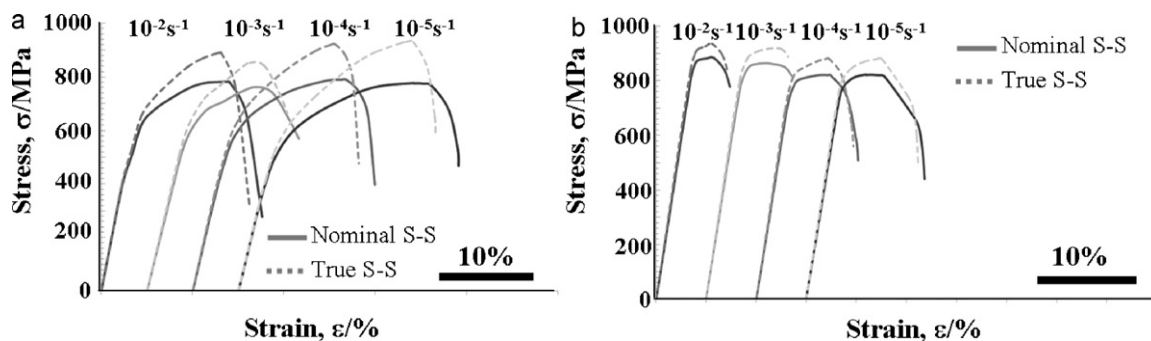 a
Stress, σ/MPa
1000
800
600
400
200
0
10⁻²s⁻¹ 10⁻³s⁻¹ 10⁻⁴s⁻¹ 10⁻⁵s⁻¹
Nominal S-S
True S-S
10%
Strain, ε/%
b
Stress, σ/MPa
1000
800
600
400
200
0
10⁻²s⁻¹ 10⁻³s⁻¹ 10⁻⁴s⁻¹ 10⁻⁵s⁻¹
Nominal S-S
True S-S
10%
Strain, ε/%